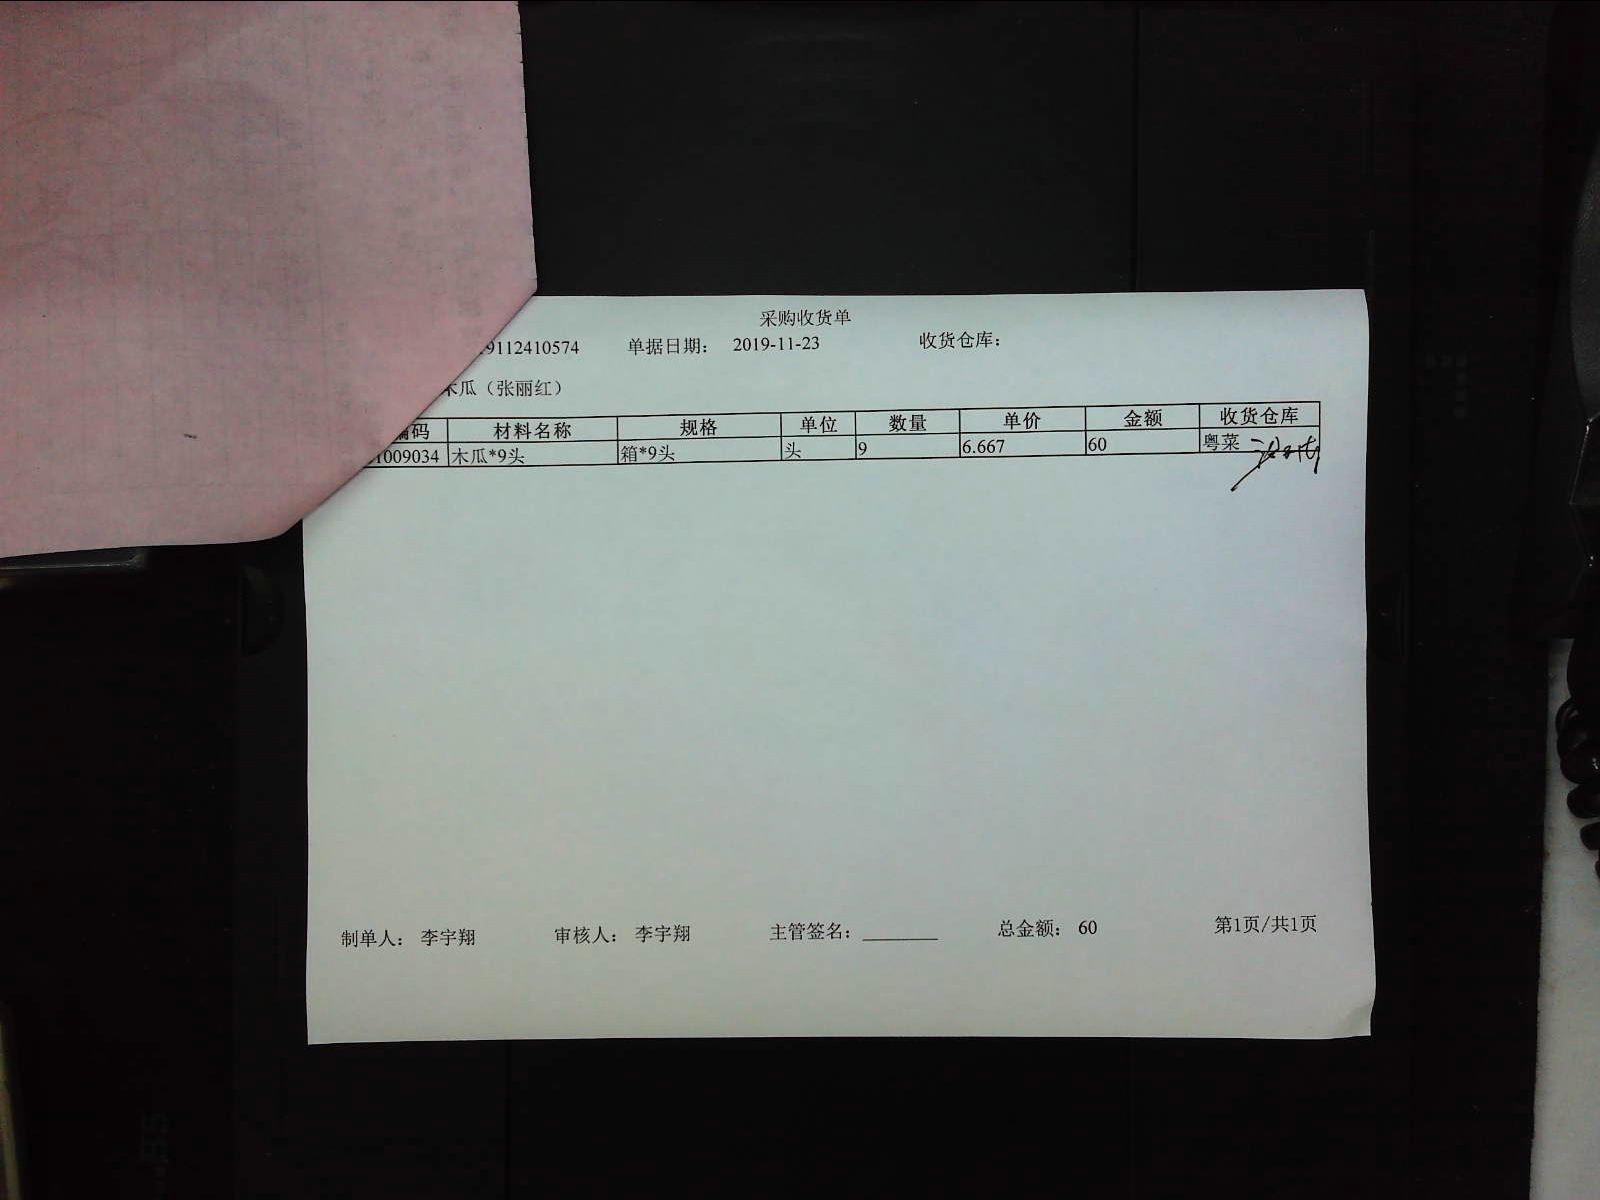 采购收货单
9112410574 单据日期： 2019-11-23 收货仓库：
木瓜（张丽红）
编码 材料名称 规格 单位 数量 单价 金额 收货仓库
1009034 木瓜*9头 箱*9头 头 9 6.667 60 粤菜
制单人： 李宇翔 审核人： 李宇翔 主管签名：________ 总金额： 60 第1页/共1页